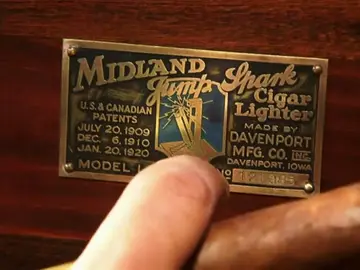 MIDLAND
Jump Spark
Cigar
Lighter
U.S. & CANADIAN
PATENTS
JULY 20, 1909
DEC. 6, 1910
JAN. 20, 1920
MADE BY
DAVENPORT
MFG. CO. INC.
DAVENPORT, IOWA
MODEL
NO